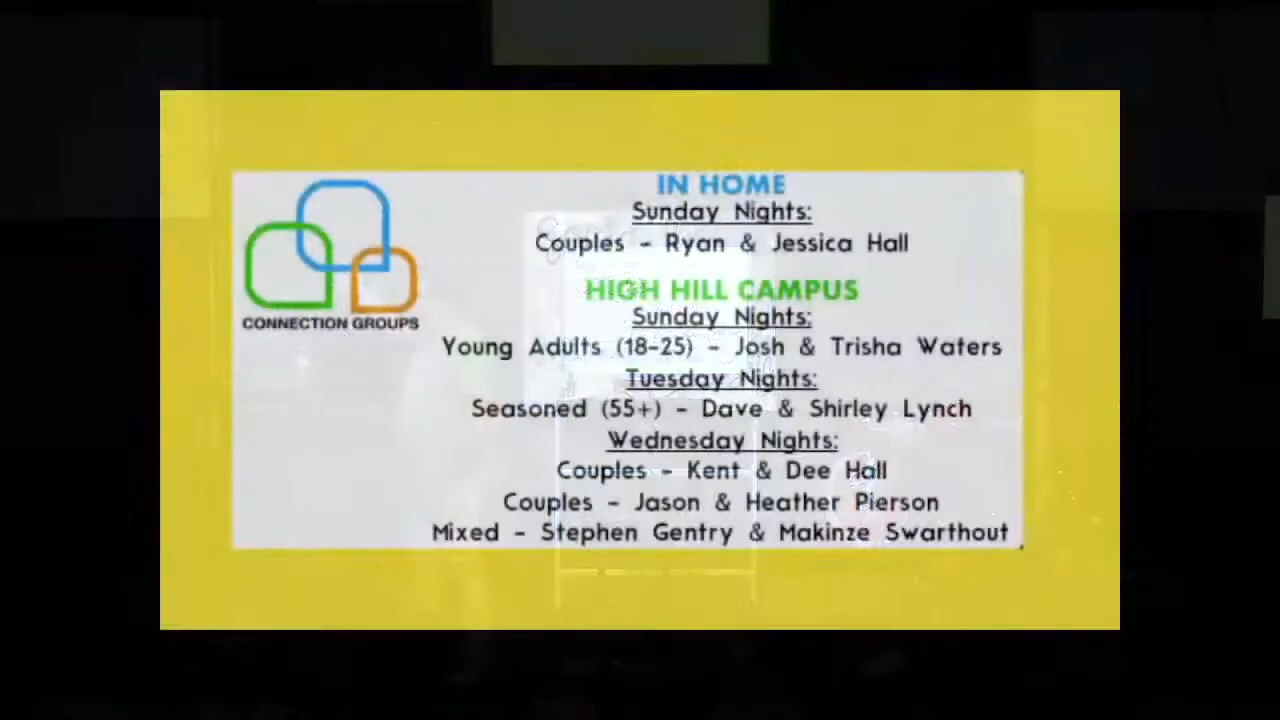 IN HOME
Sunday Nights:
Couples - Ryan & Jessica Hall
HIGH HILL CAMPUS
Sunday Nights:
Young Adults (18-25) - Josh & Trisha Waters
Tuesday Nights:
Seasoned (55+) - Dave & Shirley Lynch
Wednesday Nights:
Couples - Kent & Dee Hall
Couples - Jason & Heather Pierson
Mixed - Stephen Gentry & Makinze Swarthout
CONNECTION GROUPS